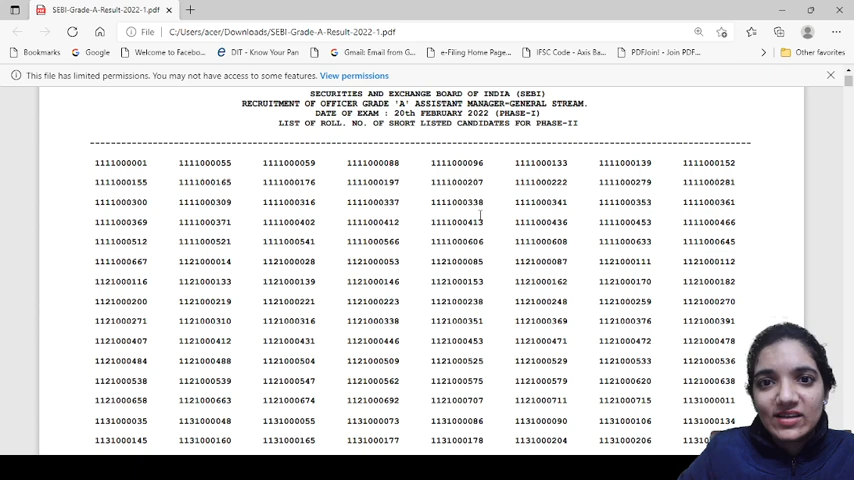 SEBI-Grade-A-Result-2022-1.pdf
File C:/Users/acer/Downloads/SEBI-Grade-A-Result-2022-1.pdf
Bookmarks Google Welcome to Facebo... DIT - Know Your Pan Gmail: Email from G... e-Filing Home Page... IFSC Code - Axis Ba... PDFJoin! - Join PDF... Other favorites
This file has limited permissions. You may not have access to some features. View permissions
SECURITIES AND EXCHANGE BOARD OF INDIA (SEBI)
RECRUITMENT OF OFFICER GRADE 'A' ASSISTANT MANAGER-GENERAL STREAM.
DATE OF EXAM : 20th FEBRUARY 2022 (PHASE-I)
LIST OF ROLL. NO. OF SHORT LISTED CANDIDATES FOR PHASE-II
1111000001 1111000055 1111000059 1111000088 1111000096 1111000133 1111000139 1111000152
1111000155 1111000165 1111000176 1111000197 1111000207 1111000222 1111000279 1111000281
1111000300 1111000309 1111000316 1111000337 1111000338 1111000341 1111000353 1111000361
1111000369 1111000371 1111000402 1111000412 1111000413 1111000436 1111000453 1111000466
1111000512 1111000521 1111000541 1111000566 1111000606 1111000608 1111000633 1111000645
1111000667 1121000014 1121000028 1121000053 1121000085 1121000087 1121000111 1121000112
1121000116 1121000133 1121000139 1121000146 1121000153 1121000162 1121000170 1121000182
1121000200 1121000219 1121000221 1121000223 1121000238 1121000248 1121000259 1121000270
1121000271 1121000310 1121000316 1121000338 1121000351 1121000369 1121000376 1121000391
1121000407 1121000412 1121000431 1121000446 1121000453 1121000471 1121000472 1121000478
1121000484 1121000488 1121000504 1121000509 1121000525 1121000529 1121000533 1121000536
1121000538 1121000539 1121000547 1121000562 1121000575 1121000579 1121000620 1121000638
1121000658 1121000663 1121000674 1121000692 1121000707 1121000711 1121000715 1131000011
1131000035 1131000048 1131000055 1131000073 1131000086 1131000090 1131000106 1131000134
1131000145 1131000160 1131000165 1131000177 1131000178 1131000204 1131000206